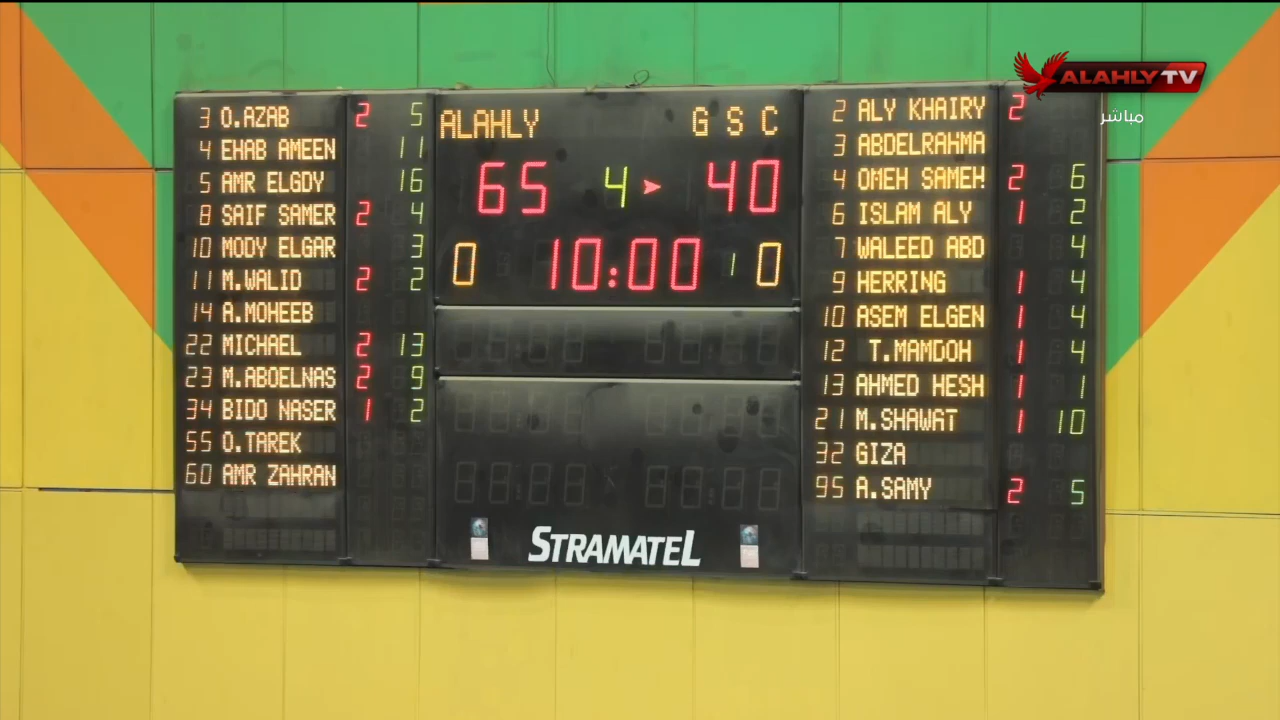 ALAHLY TV
مباشر
3 O.AZAB 2 5
4 EHAB AMEEN 11
5 AMR ELGDY 16
8 SAIF SAMER 2 4
10 MODY ELGAR 3
11 M.WALID 2 2
14 A.MOHEEB
22 MICHAEL 2 13
23 M.ABOELNAS 2 9
34 BIDO NASER 1 2
55 O.TAREK
60 AMR ZAHRAN
ALAHLY GSC
65 4 40
0 10:00 1 0
STRAMATEL
2 ALY KHAIRY 2
3 ABDELRAHMA
4 OMEH SAMEH 2 6
6 ISLAM ALY 1 2
7 WALEED ABD 4
9 HERRING 1 4
10 ASEM ELGEN 1 4
12 T.MAMDOH 1 4
13 AHMED HESH 1 1
21 M.SHAWAT 1 10
32 GIZA
95 A.SAMY 2 5